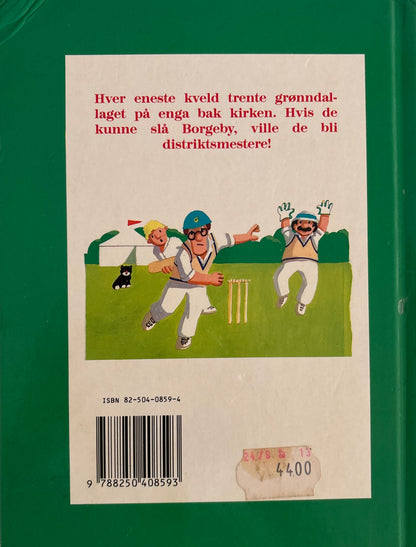 Hver eneste kveld trente grønndal-
laget på enga bak kirken. Hvis de
kunne slå Borgeby, ville de bli
distriktsmestere!
ISBN 82-504-0859-4
9 788250 408593
4400